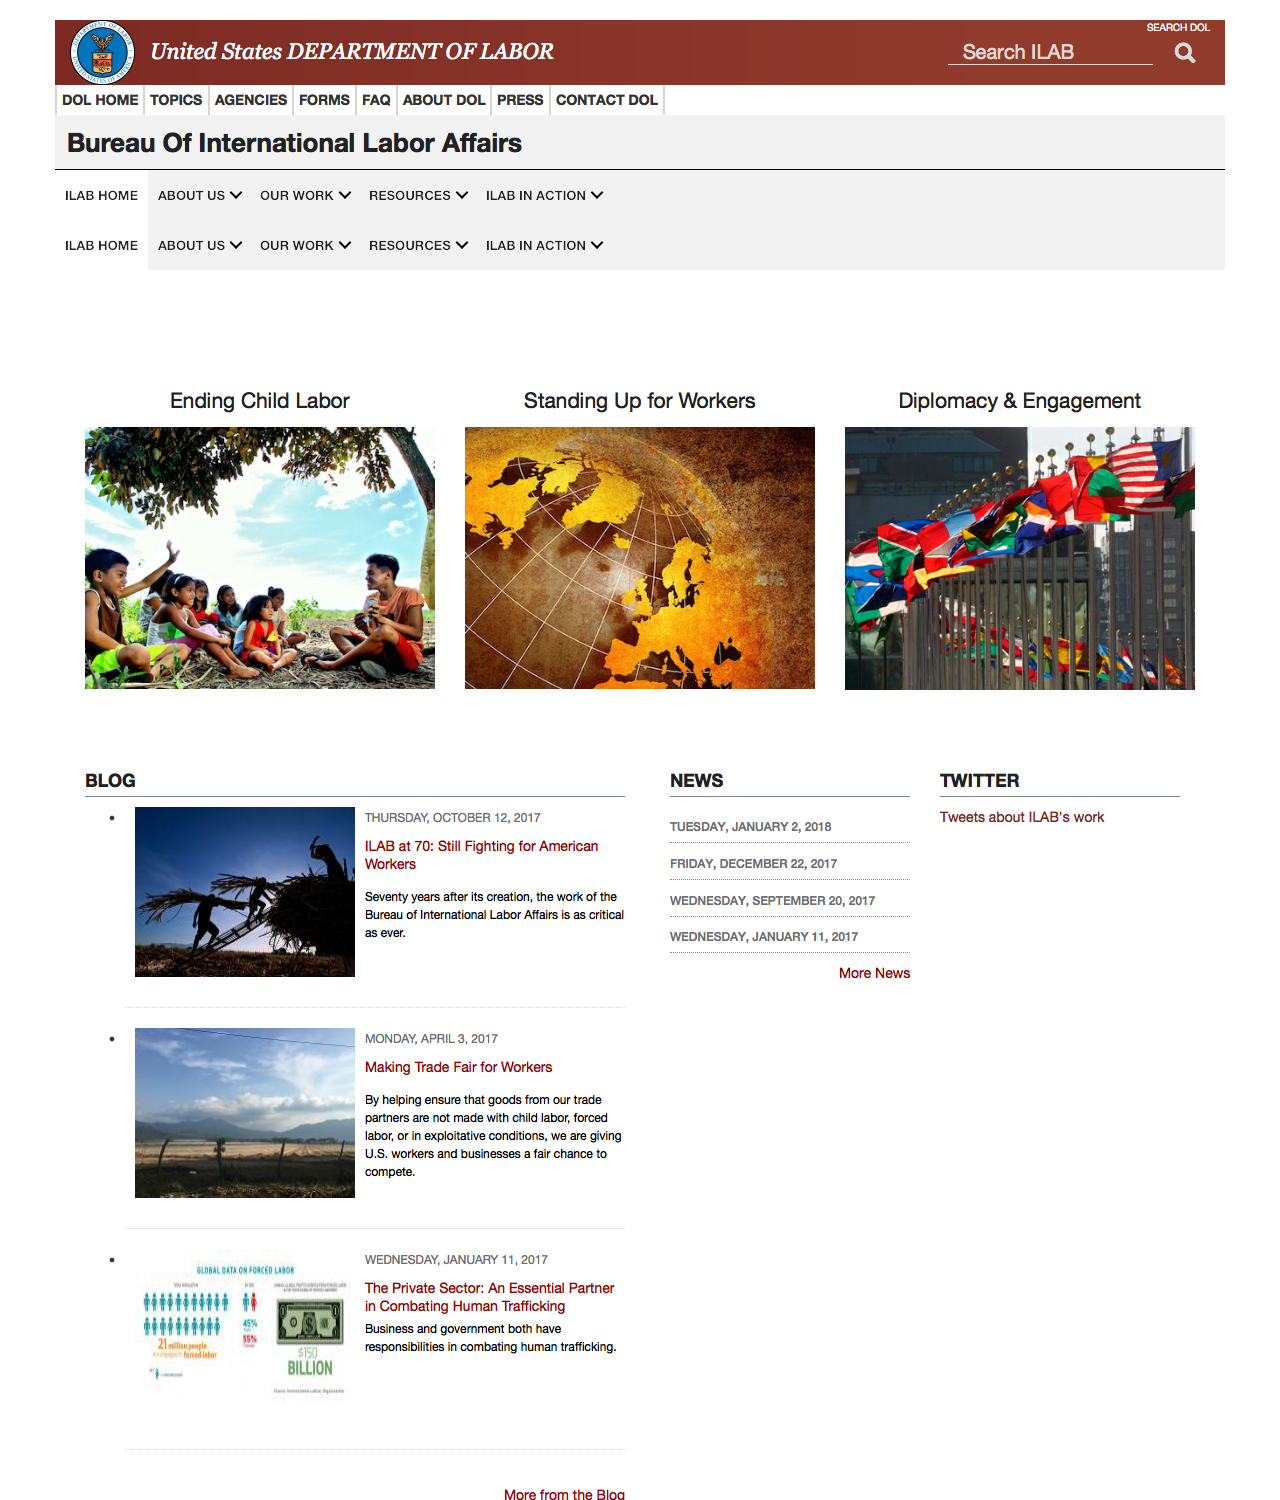 SEARCH DOL
United States DEPARTMENT OF LABOR
Search ILAB
DOL HOME TOPICS AGENCIES FORMS FAQ ABOUT DOL PRESS CONTACT DOL
Bureau Of International Labor Affairs
ILAB HOME ABOUT US OUR WORK RESOURCES ILAB IN ACTION
ILAB HOME ABOUT US OUR WORK RESOURCES ILAB IN ACTION
Ending Child Labor
Standing Up for Workers
Diplomacy & Engagement
BLOG
THURSDAY, OCTOBER 12, 2017
ILAB at 70: Still Fighting for American
Workers
Seventy years after its creation, the work of the
Bureau of International Labor Affairs is as critical
as ever.
MONDAY, APRIL 3, 2017
Making Trade Fair for Workers
By helping ensure that goods from our trade
partners are not made with child labor, forced
labor, or in exploitative conditions, we are giving
U.S. workers and businesses a fair chance to
compete.
GLOBAL DATA ON FORCED LABOR
45%
55%
21 million people
forced labor
$150
BILLION
WEDNESDAY, JANUARY 11, 2017
The Private Sector: An Essential Partner
in Combating Human Trafficking
Business and government both have
responsibilities in combating human trafficking.
More from the Blog
NEWS
TUESDAY, JANUARY 2, 2018
FRIDAY, DECEMBER 22, 2017
WEDNESDAY, SEPTEMBER 20, 2017
WEDNESDAY, JANUARY 11, 2017
More News
TWITTER
Tweets about ILAB's work